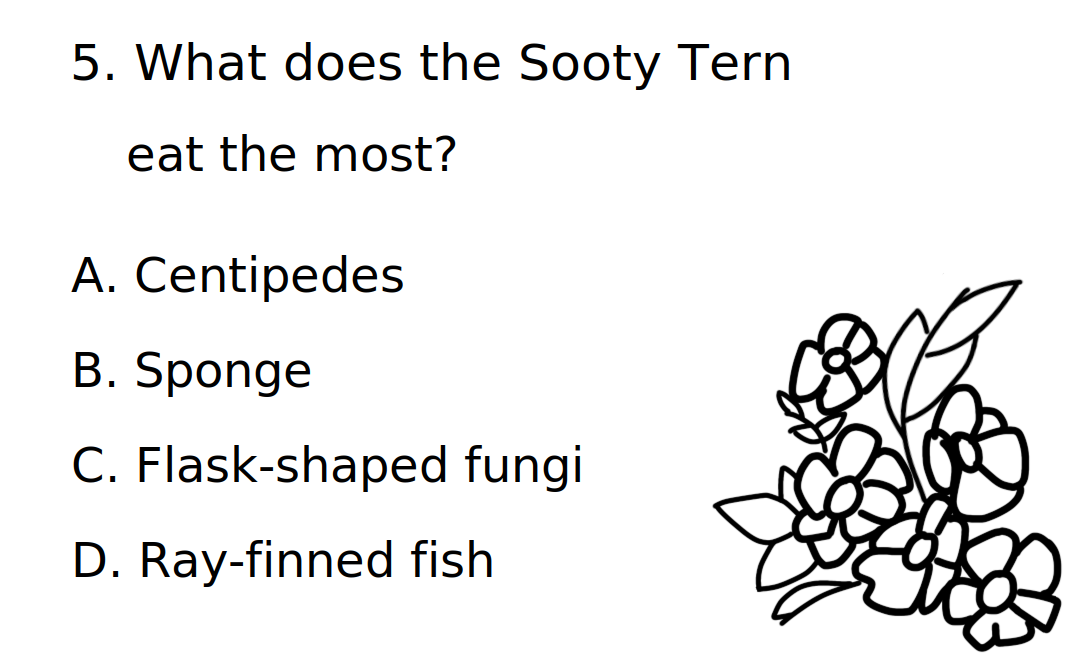 5. What does the Sooty Tern
eat the most?
A. Centipedes
B. Sponge
C. Flask-shaped fungi
D. Ray-finned fish